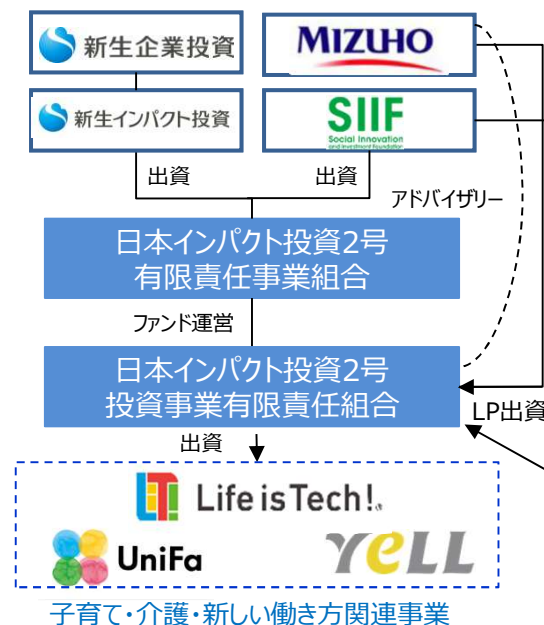 新生企業投資
MIZUHO
新生インパクト投資
SIIF
Social Innovation
and Investment Foundation
出資
出資
アドバイザリー
日本インパクト投資2号
有限責任事業組合
ファンド運営
日本インパクト投資2号
投資事業有限責任組合
LP出資
出資
LiT! Life is Tech!
UniFa
YeLL
子育て・介護・新しい働き方関連事業